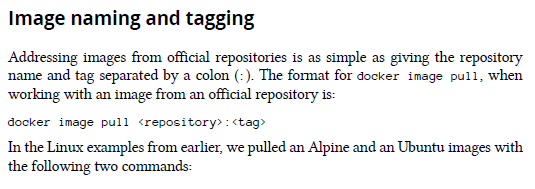 Image naming and tagging
Addressing images from official repositories is as simple as giving the repository
name and tag separated by a colon (:). The format for docker image pull, when
working with an image from an official repository is:
docker image pull <repository>:<tag>
In the Linux examples from earlier, we pulled an Alpine and an Ubuntu images with
the following two commands: